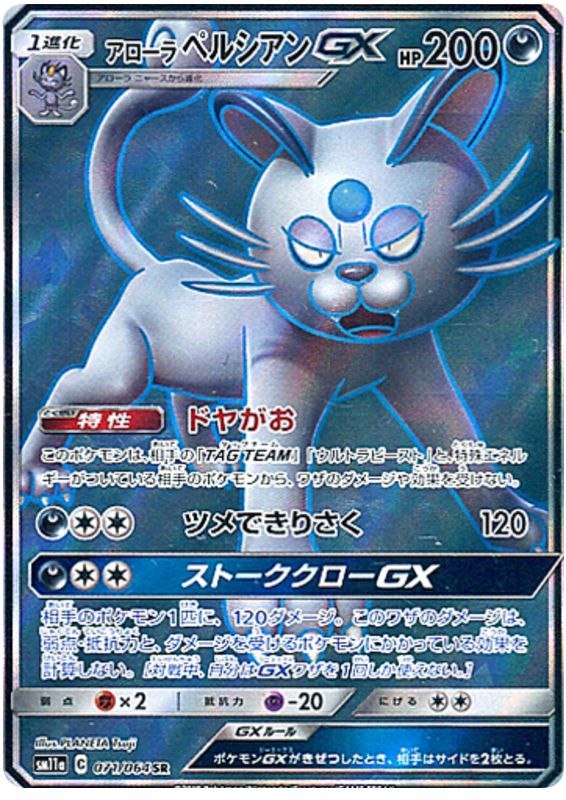 1進化
アローラ ペルシアンGX HP200
アローラ ニャースから進化
とくせい
特性 ドヤがお
このポケモンは、相手の「TAG TEAM」「ウルトラビースト」と、特殊エネル
ギーがついている相手のポケモンから、ワザのダメージや効果を受けない。
ツメできりさく 120
ストーククローGX
相手のポケモン1匹に、120ダメージ。このワザのダメージは、
弱点・抵抗力と、ダメージを受けるポケモンにかかっている効果を
計算しない。[対戦中、自分はGXワザを1回しか使えない。]
弱点 ×2 抵抗力 -20 にげる
Illus. PLANETA Tsuji
GXルール
sm11a C 071/064 SR
ポケモンGXがきぜつしたとき、相手はサイドを2枚とる。